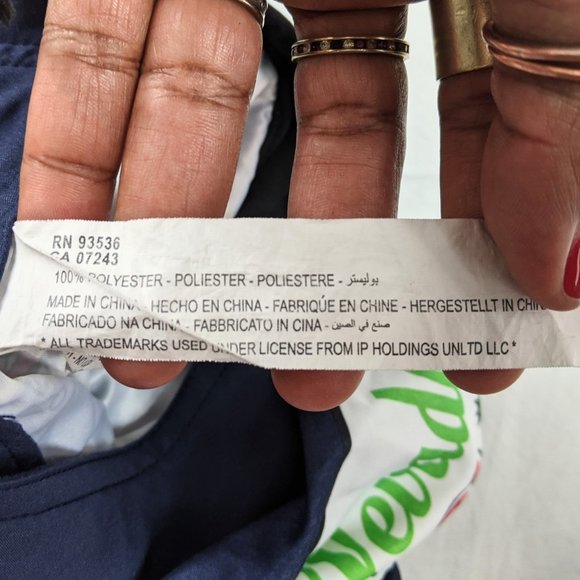 RN 93536
CA 07243
100% POLYESTER - POLIESTER - POLIESTERE - بوليستر
MADE IN CHINA - HECHO EN CHINA - FABRIQUÉ EN CHINE - HERGESTELLT IN CHIN
FABRICADO NA CHINA - FABBRICATO IN CINA - صنع في الصين
* ALL TRADEMARKS USED UNDER LICENSE FROM IP HOLDINGS UNLTD LLC *